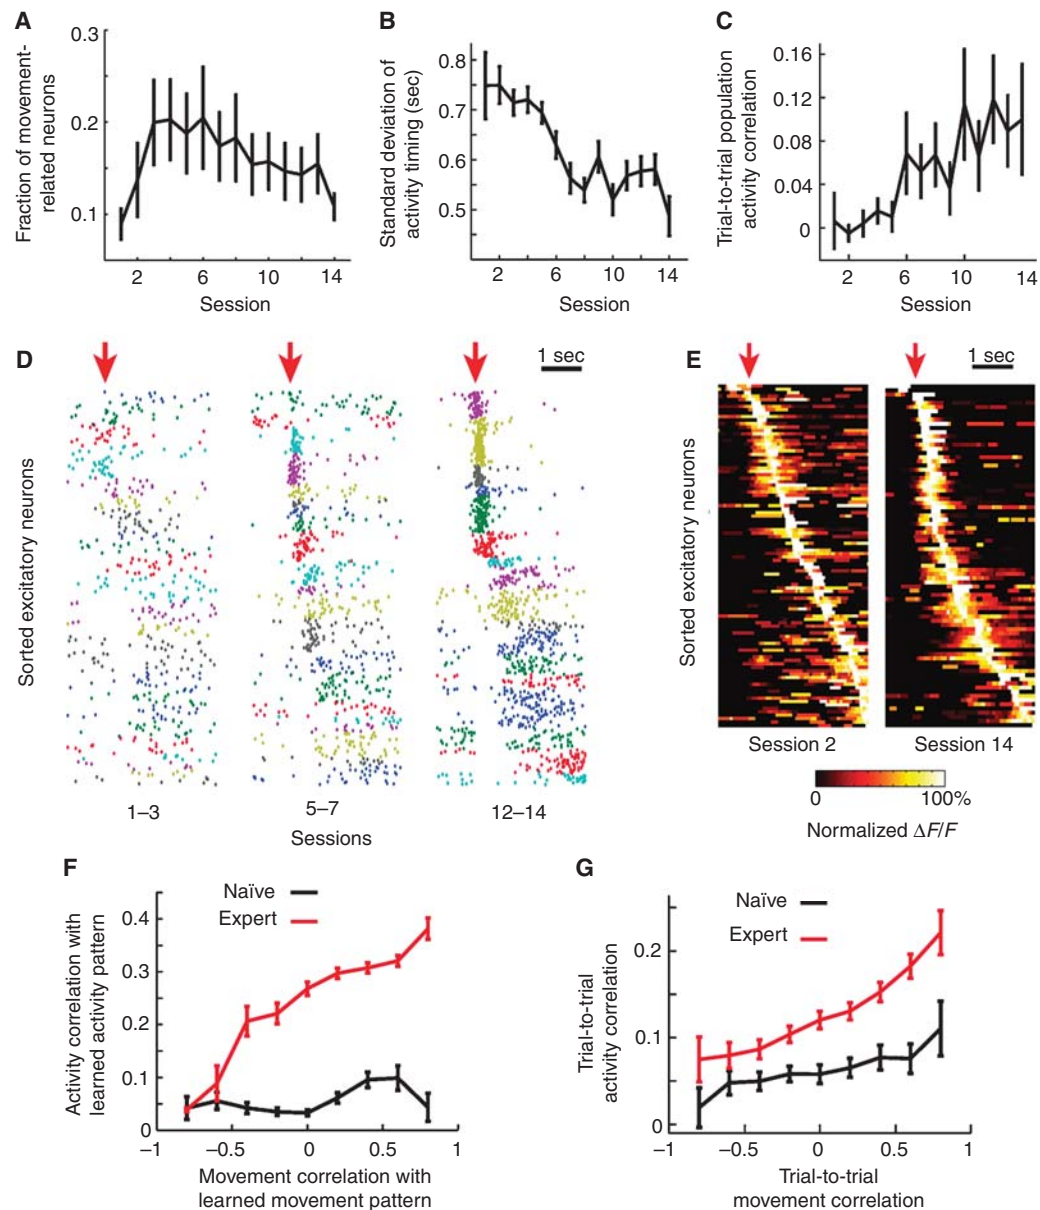 A
Fraction of movement-
related neurons
0.3
0.2
0.1
2
6
10
14
Session
B
Standard deviation of
activity timing (sec)
0.8
0.7
0.6
0.5
2
6
10
14
Session
C
Trial-to-trial population
activity correlation
0.16
0.12
0.08
0.04
0
2
6
10
14
Session
D
1 sec
Sorted excitatory neurons
1–3
5–7
12–14
Sessions
E
1 sec
Sorted excitatory neurons
Session 2
Session 14
0
100%
Normalized ΔF/F
F
Naïve
Expert
Activity correlation with
learned activity pattern
0.4
0.3
0.2
0.1
0
–1
–0.5
0
0.5
1
Movement correlation with
learned movement pattern
G
Naïve
Expert
Trial-to-trial
activity correlation
0.2
0.1
0
–1
–0.5
0
0.5
1
Trial-to-trial
movement correlation